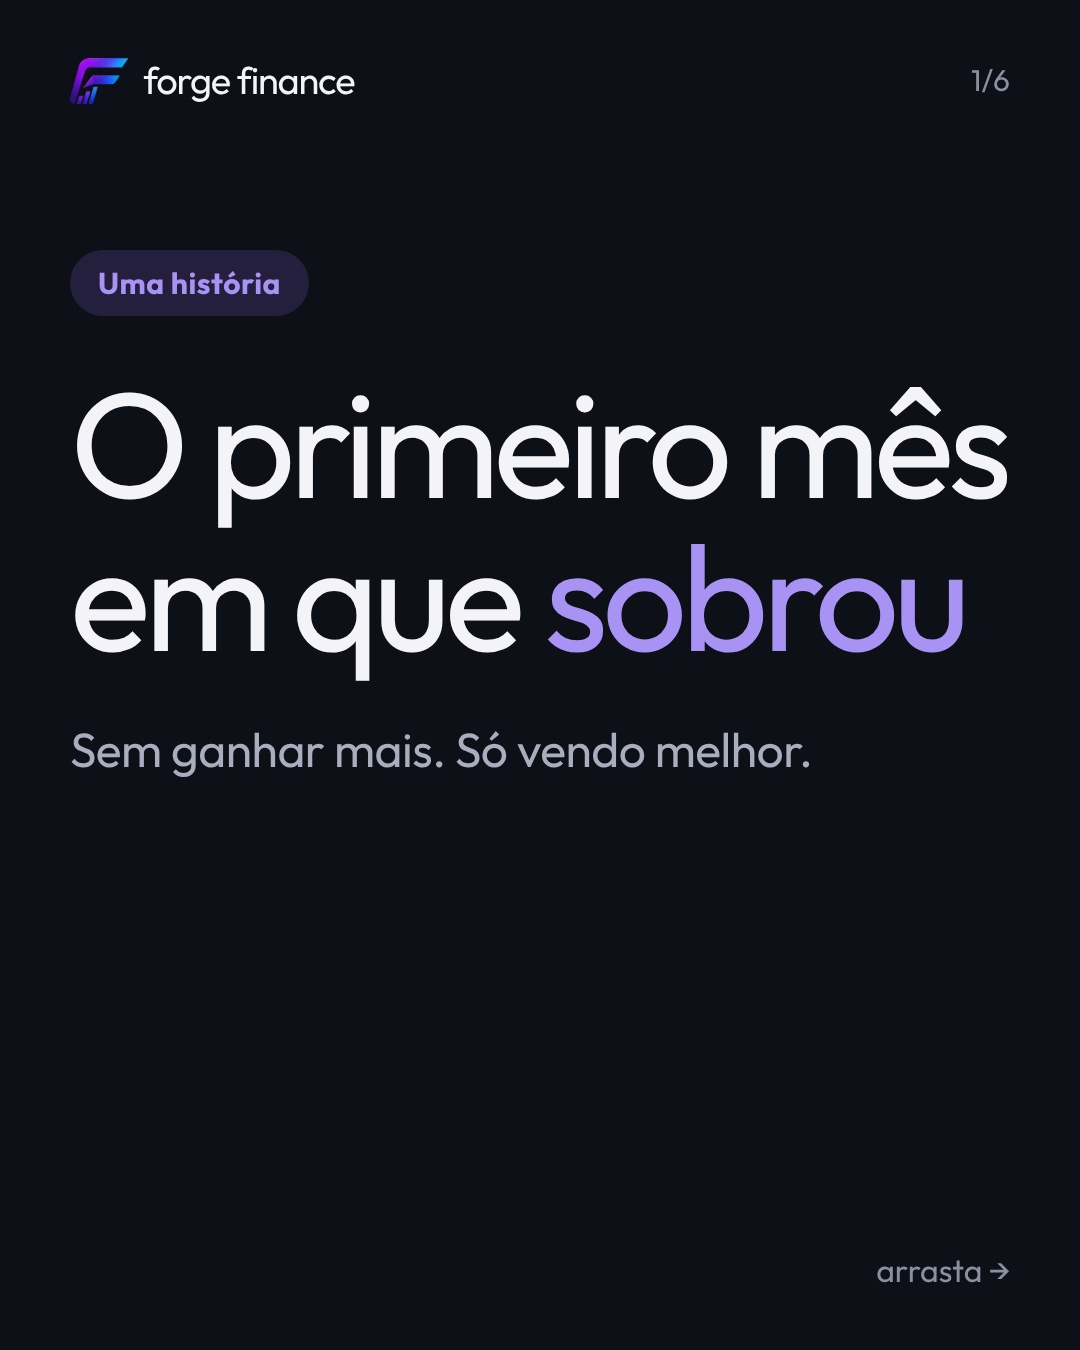 forge finance
1/6
Uma história
O primeiro mês
em que sobrou
Sem ganhar mais. Só vendo melhor.
arrasta →